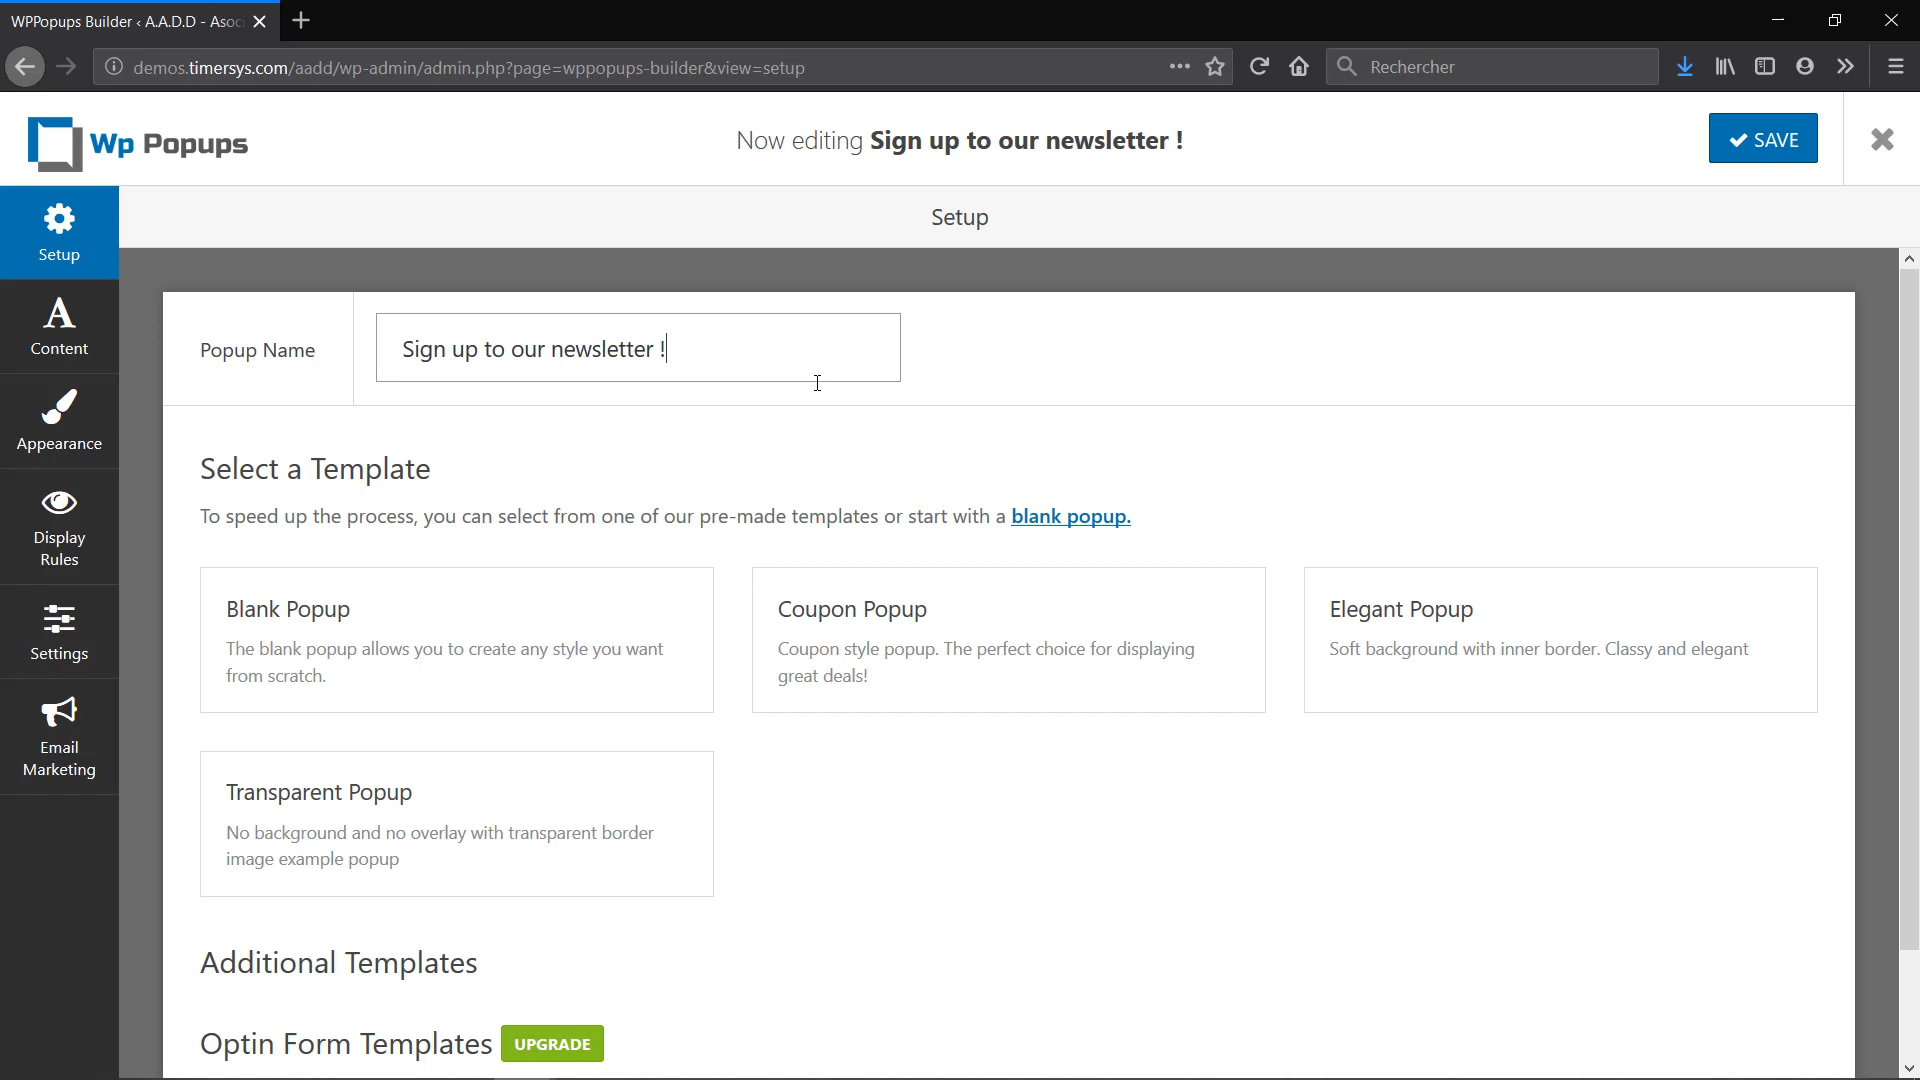 WPPopups Builder ‹ A.A.D.D - Asoc
demos.timersys.com/aadd/wp-admin/admin.php?page=wppopups-builder&view=setup
Rechercher
Wp Popups
Now editing Sign up to our newsletter !
SAVE
Setup
Setup
Content
Appearance
Display
Rules
Settings
Email
Marketing
Popup Name
Sign up to our newsletter !
Select a Template
To speed up the process, you can select from one of our pre-made templates or start with a blank popup.
Blank Popup
The blank popup allows you to create any style you want
from scratch.
Coupon Popup
Coupon style popup. The perfect choice for displaying
great deals!
Elegant Popup
Soft background with inner border. Classy and elegant
Transparent Popup
No background and no overlay with transparent border
image example popup
Additional Templates
Optin Form Templates UPGRADE